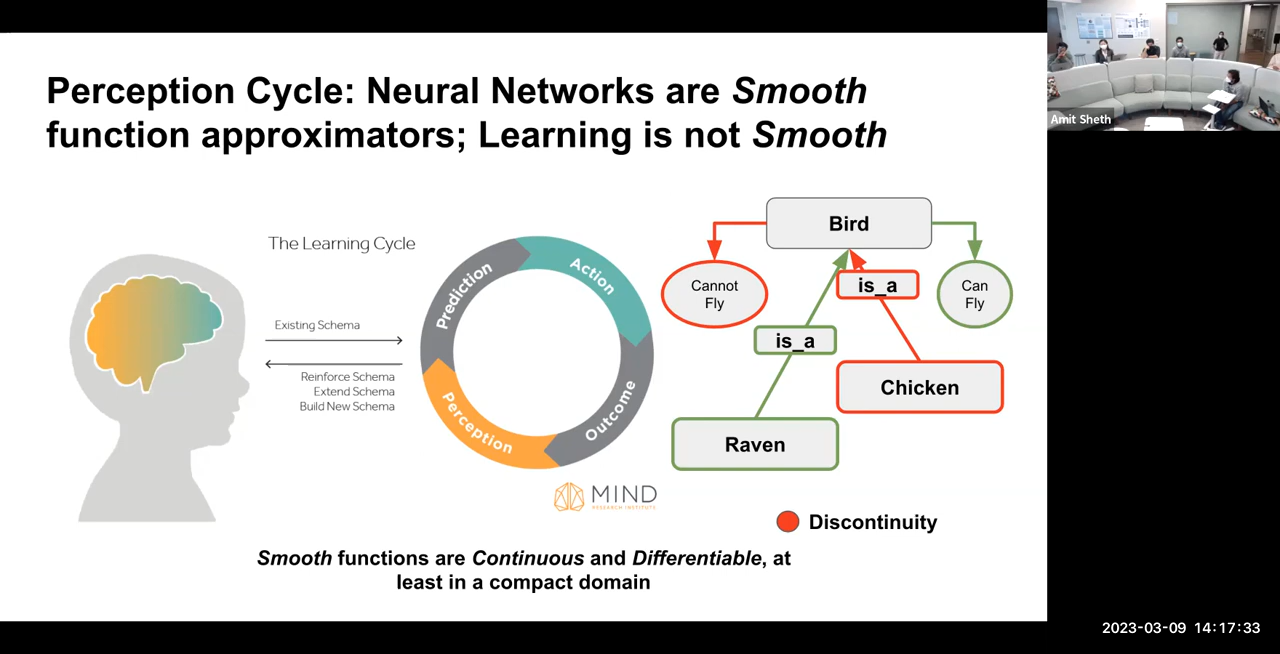 Perception Cycle: Neural Networks are Smooth
function approximators; Learning is not Smooth
Amit Sheth
The Learning Cycle
Existing Schema
Reinforce Schema
Extend Schema
Build New Schema
Prediction
Action
Outcome
Perception
MIND
RESEARCH INSTITUTE
Bird
Cannot
Fly
is_a
Can
Fly
is_a
Chicken
Raven
Discontinuity
Smooth functions are Continuous and Differentiable, at
least in a compact domain
2023-03-09 14:17:33